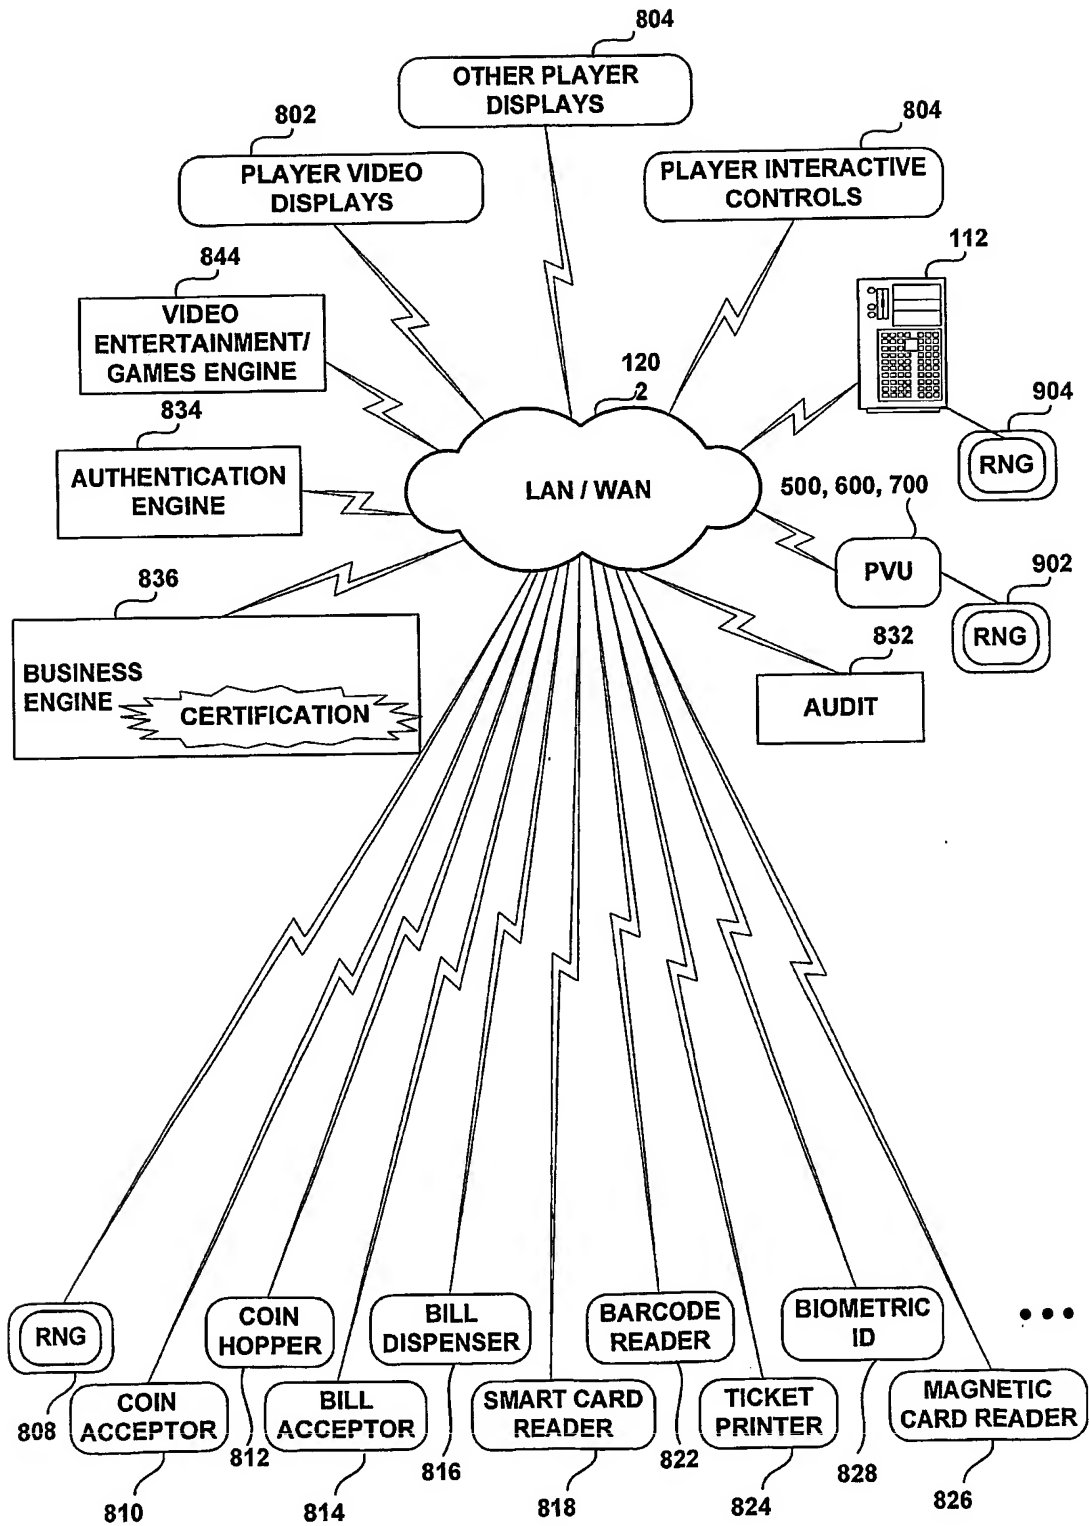 804
OTHER PLAYER
DISPLAYS
802
PLAYER VIDEO
DISPLAYS
804
PLAYER INTERACTIVE
CONTROLS
844
VIDEO
ENTERTAINMENT/
GAMES ENGINE
112
120
2
904
RNG
834
AUTHENTICATION
ENGINE
LAN / WAN
500, 600, 700
PVU
902
RNG
836
BUSINESS
ENGINE
CERTIFICATION
832
AUDIT
RNG
808
COIN
ACCEPTOR
810
COIN
HOPPER
812
BILL
ACCEPTOR
814
BILL
DISPENSER
816
SMART CARD
READER
818
BARCODE
READER
822
TICKET
PRINTER
824
BIOMETRIC
ID
828
MAGNETIC
CARD READER
826